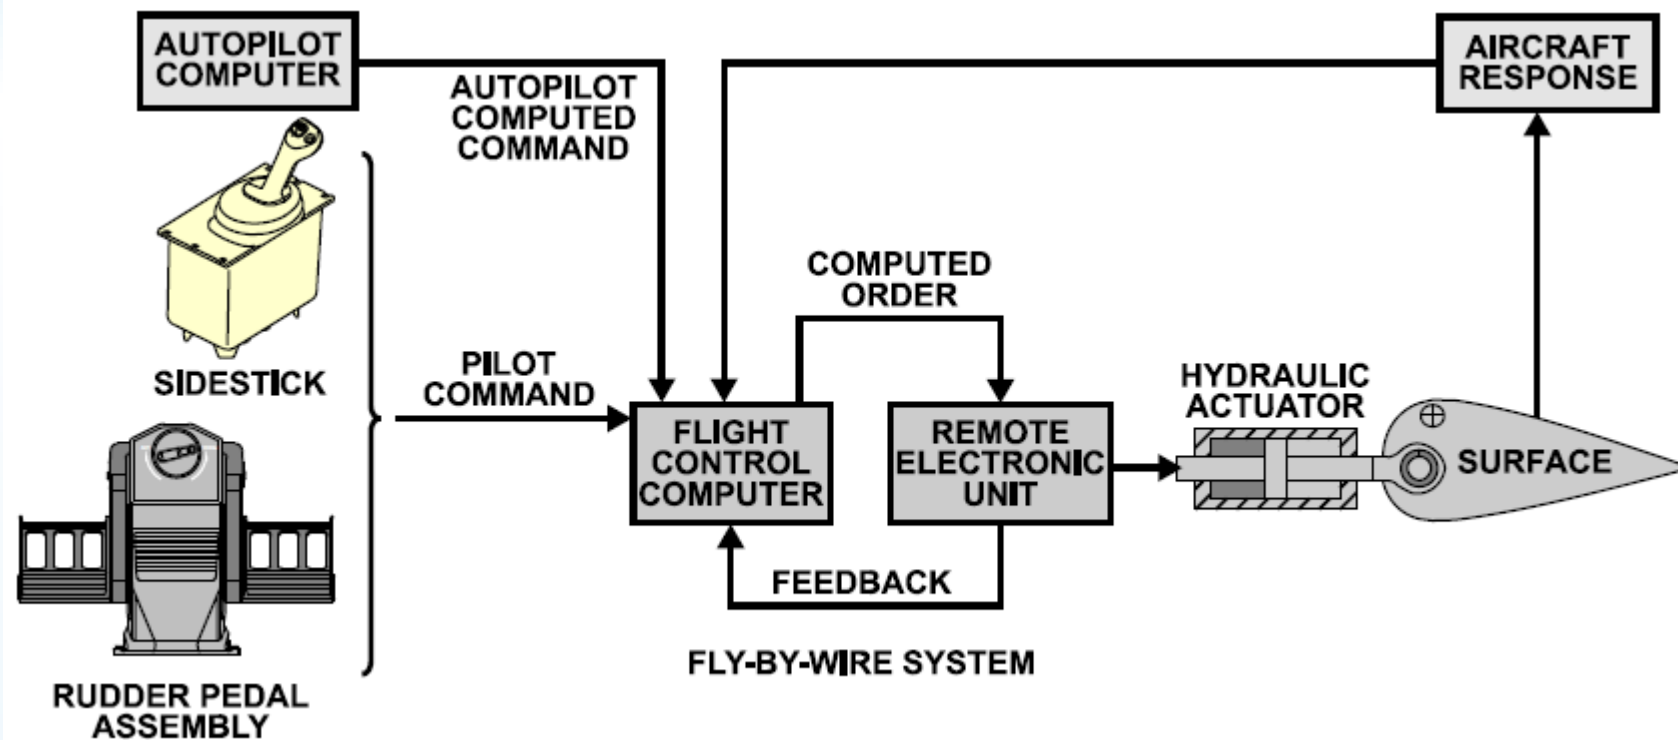 AUTOPILOT
COMPUTER
AUTOPILOT
COMPUTED
COMMAND
AIRCRAFT
RESPONSE
SIDESTICK
PILOT
COMMAND
COMPUTED
ORDER
FLIGHT
CONTROL
COMPUTER
REMOTE
ELECTRONIC
UNIT
HYDRAULIC
ACTUATOR
SURFACE
FEEDBACK
FLY-BY-WIRE SYSTEM
RUDDER PEDAL
ASSEMBLY